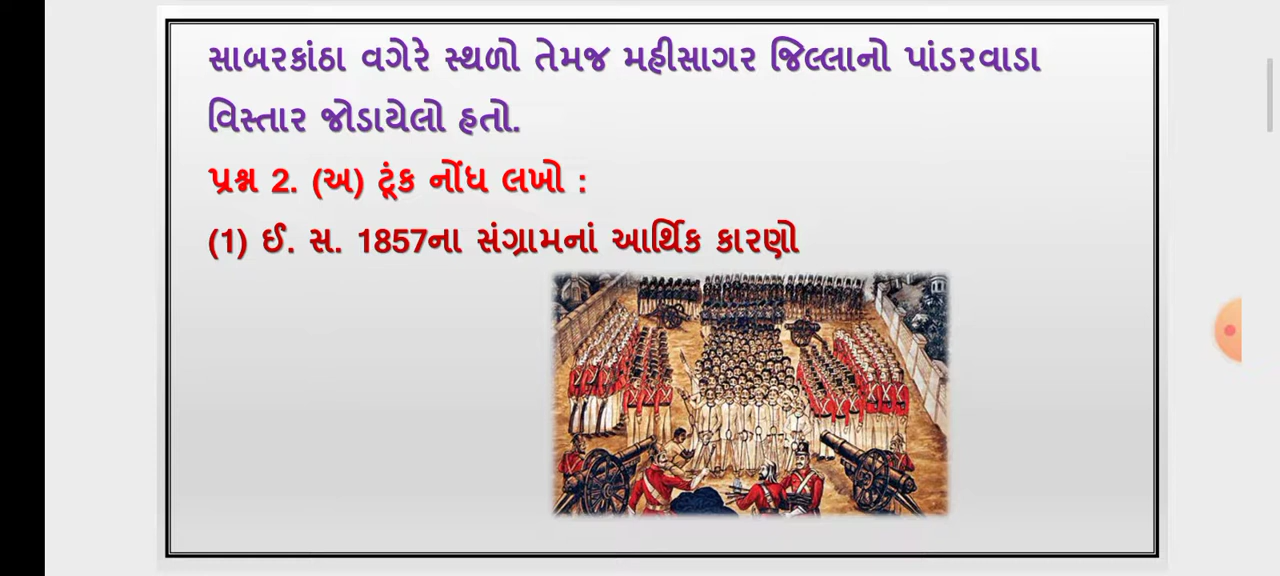 સાબરકાંઠા વગેરે સ્થળો તેમજ મહીસાગર જિલ્લાનો પાંડરવાડા
વિસ્તાર જોડાયેલો હતો.
પ્રશ્ન 2. (અ) ટૂંક નોંધ લખો :
(1) ઈ. સ. 1857ના સંગ્રામનાં આર્થિક કારણો